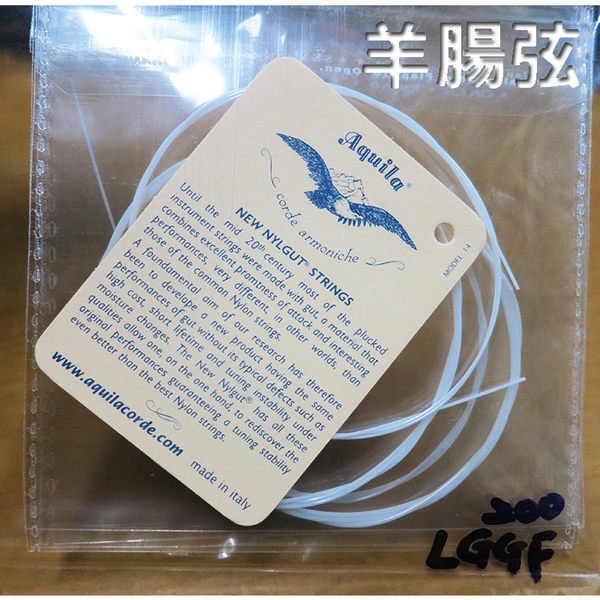 羊腸弦
Aquila®
corde armoniche
MODEL 14
NEW NYLGUT® STRINGS
Until the mid 20th century most of the plucked
instrument strings were made with gut, a material that
combines excellent promtness of attack and interesting
performances, very different, in other worlds, than
those of the common Nylon strings.
A foundamental aim of our research has therefore
been to develope a new product having the same
performances of gut without its typical defects such as
high cost, short lifetime and tuning instability under
moisture changes. The New Nylgut® has all these
qualities allow one, on the one hand, to rediscover the
original performances guaranteeing a tuning stability
even better than the best Nylon strings.
www.aquilacorde.com
made in italy
200
LGGF